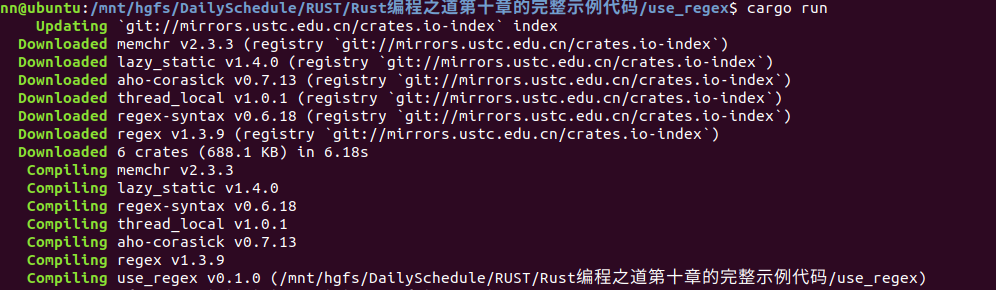 nn@ubuntu:/mnt/hgfs/DailySchedule/RUST/Rust编程之道第十章的完整示例代码/use_regex$ cargo run
Updating `git://mirrors.ustc.edu.cn/crates.io-index` index
Downloaded memchr v2.3.3 (registry `git://mirrors.ustc.edu.cn/crates.io-index`)
Downloaded lazy_static v1.4.0 (registry `git://mirrors.ustc.edu.cn/crates.io-index`)
Downloaded aho-corasick v0.7.13 (registry `git://mirrors.ustc.edu.cn/crates.io-index`)
Downloaded thread_local v1.0.1 (registry `git://mirrors.ustc.edu.cn/crates.io-index`)
Downloaded regex-syntax v0.6.18 (registry `git://mirrors.ustc.edu.cn/crates.io-index`)
Downloaded regex v1.3.9 (registry `git://mirrors.ustc.edu.cn/crates.io-index`)
Downloaded 6 crates (688.1 KB) in 6.18s
Compiling memchr v2.3.3
Compiling lazy_static v1.4.0
Compiling regex-syntax v0.6.18
Compiling thread_local v1.0.1
Compiling aho-corasick v0.7.13
Compiling regex v1.3.9
Compiling use_regex v0.1.0 (/mnt/hgfs/DailySchedule/RUST/Rust编程之道第十章的完整示例代码/use_regex)